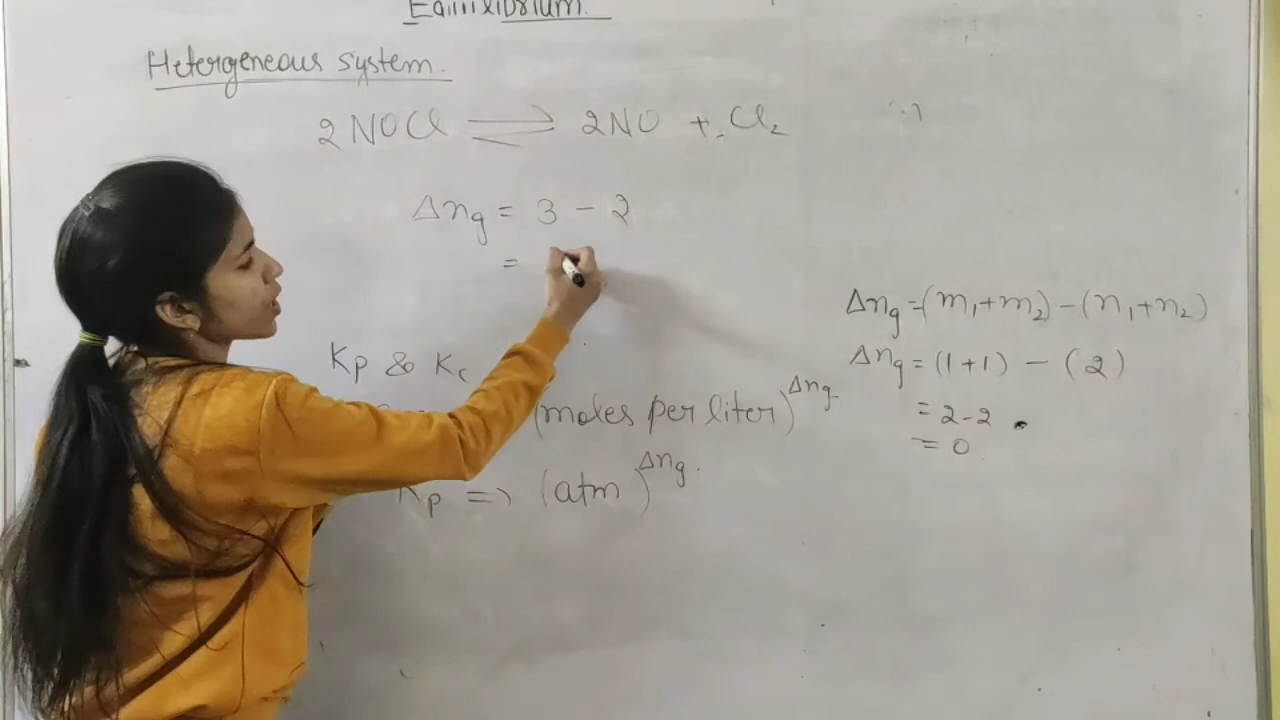 Equilibrium.
Hetergeneous system.
2NOCl ⇌ 2NO + Cl₂
Δng = 3 - 2
=
Kp & Kc
(moles per liter)^Δng.
Kp => (atm)^Δng.
Δng = (m₁+m₂) - (n₁+n₂)
Δng = (1+1) - (2)
= 2-2
= 0